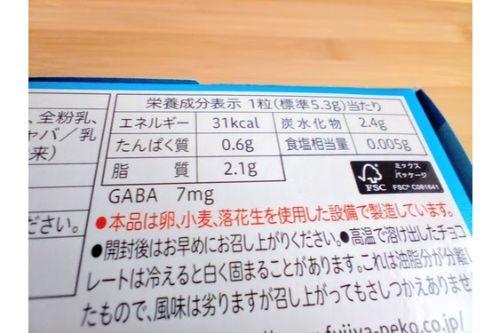 栄養成分表示 1粒(標準5.3g)当たり
エネルギー 31kcal 炭水化物 2.4g
たんぱく質 0.6g 食塩相当量 0.005g
脂質 2.1g
GABA 7mg
、全粉乳、
ャバ/乳
来)
ださい。
ミックス
パッケージ
FSC
FSC® C081641
●本品は卵、小麦、落花生を使用した設備で製造しています。
●開封後はお早めにお召し上がりください。●高温で溶け出したチョコ
レートは冷えると白く固まることがあります。これは油脂分が分離し
たもので、風味は劣りますが召し上がってもさしつかえありませ
www.fujiya-peko.co.jp/